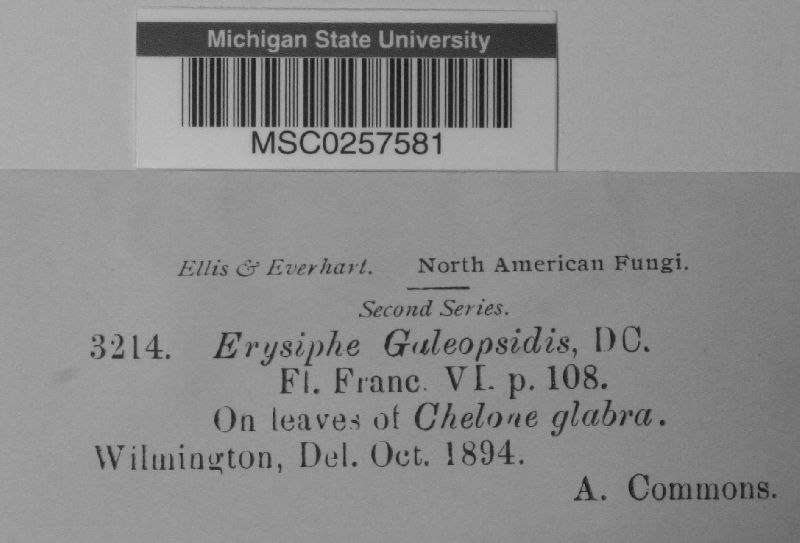 Michigan State University
MSC0257581
Ellis & Everhart. North American Fungi.
Second Series.
3214. Erysiphe Galeopsidis, DC.
Fl. Franc. VI. p. 108.
On leaves of Chelone glabra.
Wilmington, Del. Oct. 1894.
A. Commons.